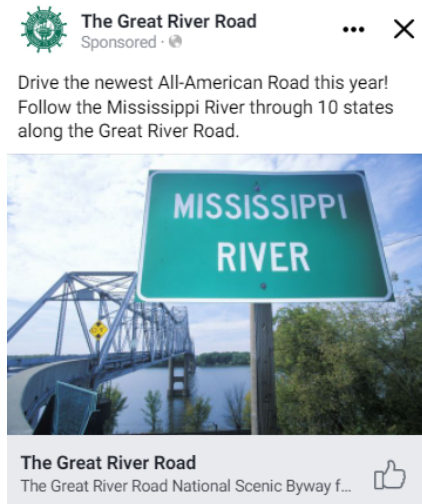 The Great River Road
Sponsored ·
Drive the newest All-American Road this year!
Follow the Mississippi River through 10 states
along the Great River Road.
MISSISSIPPI
RIVER
The Great River Road
The Great River Road National Scenic Byway f...